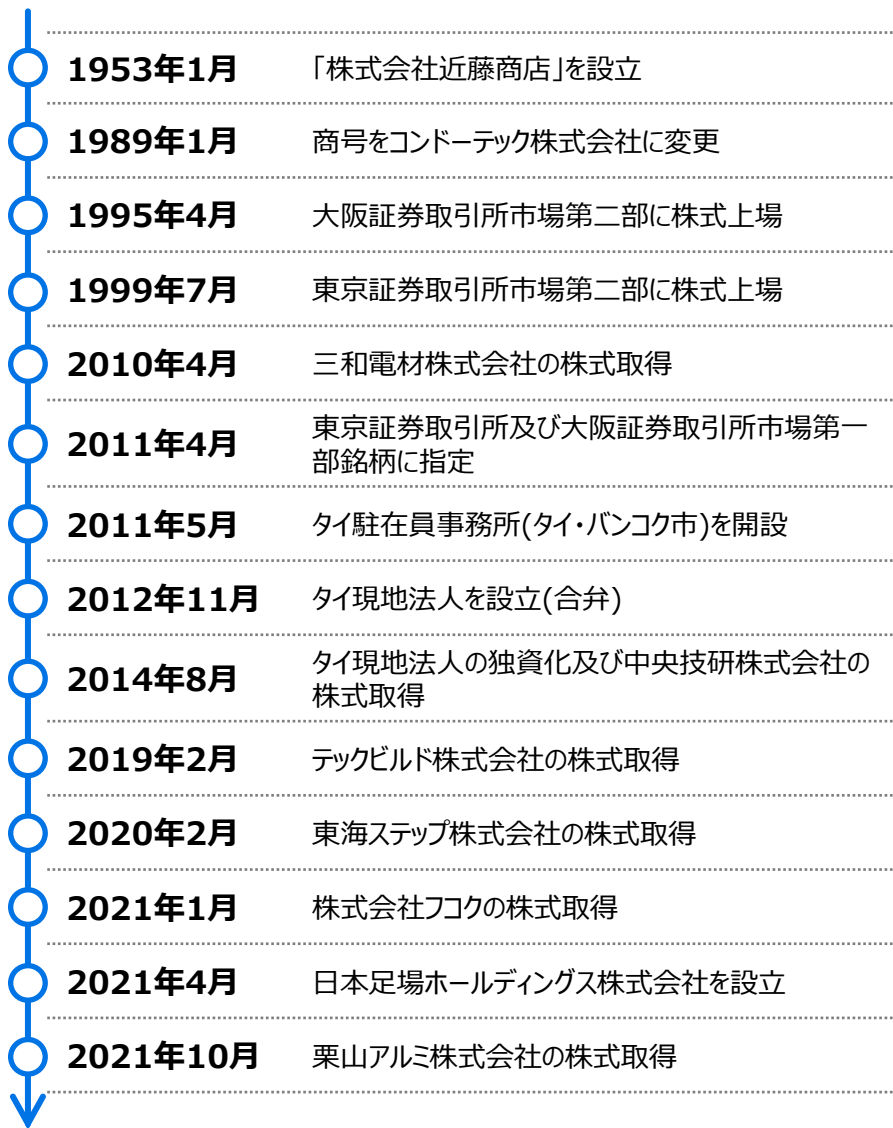 1953年1月 「株式会社近藤商店」を設立
1989年1月 商号をコンドーテック株式会社に変更
1995年4月 大阪証券取引所市場第二部に株式上場
1999年7月 東京証券取引所市場第二部に株式上場
2010年4月 三和電材株式会社の株式取得
2011年4月 東京証券取引所及び大阪証券取引所市場第一
部銘柄に指定
2011年5月 タイ駐在員事務所(タイ・バンコク市)を開設
2012年11月 タイ現地法人を設立(合弁)
2014年8月 タイ現地法人の独資化及び中央技研株式会社の
株式取得
2019年2月 テックビルド株式会社の株式取得
2020年2月 東海ステップ株式会社の株式取得
2021年1月 株式会社フコクの株式取得
2021年4月 日本足場ホールディングス株式会社を設立
2021年10月 栗山アルミ株式会社の株式取得